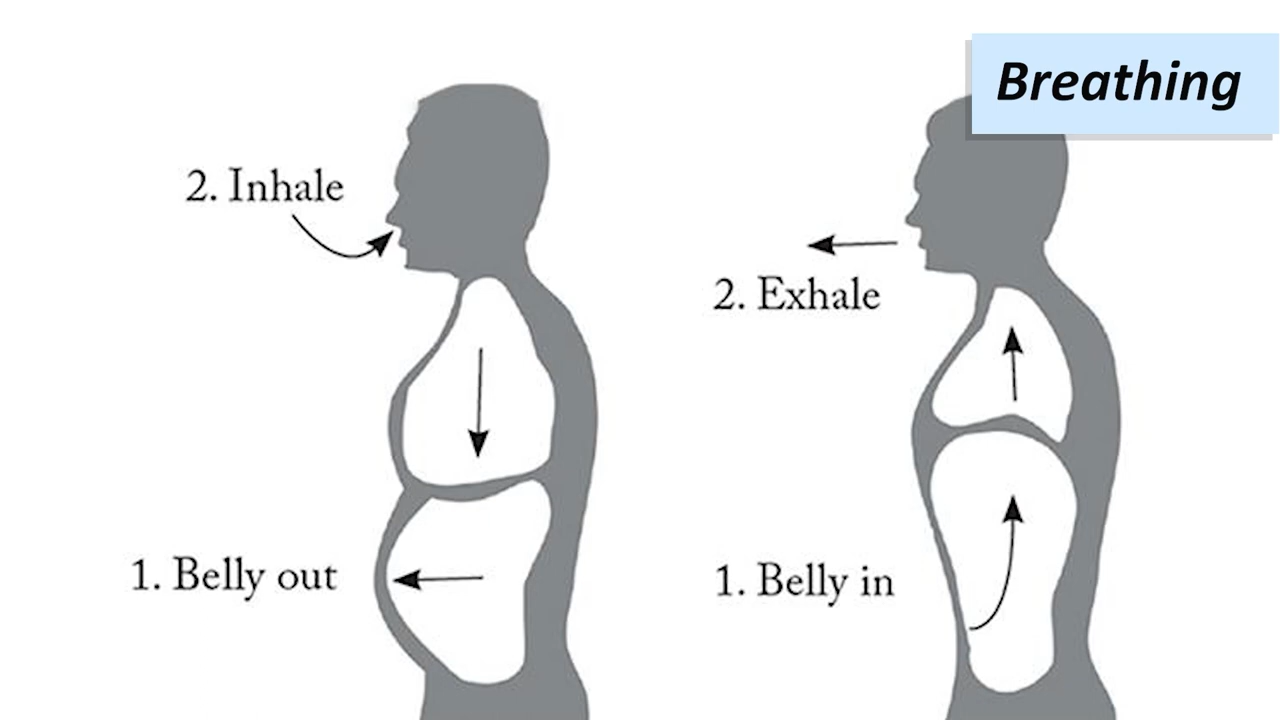 Breathing
2. Inhale
2. Exhale
1. Belly out
1. Belly in